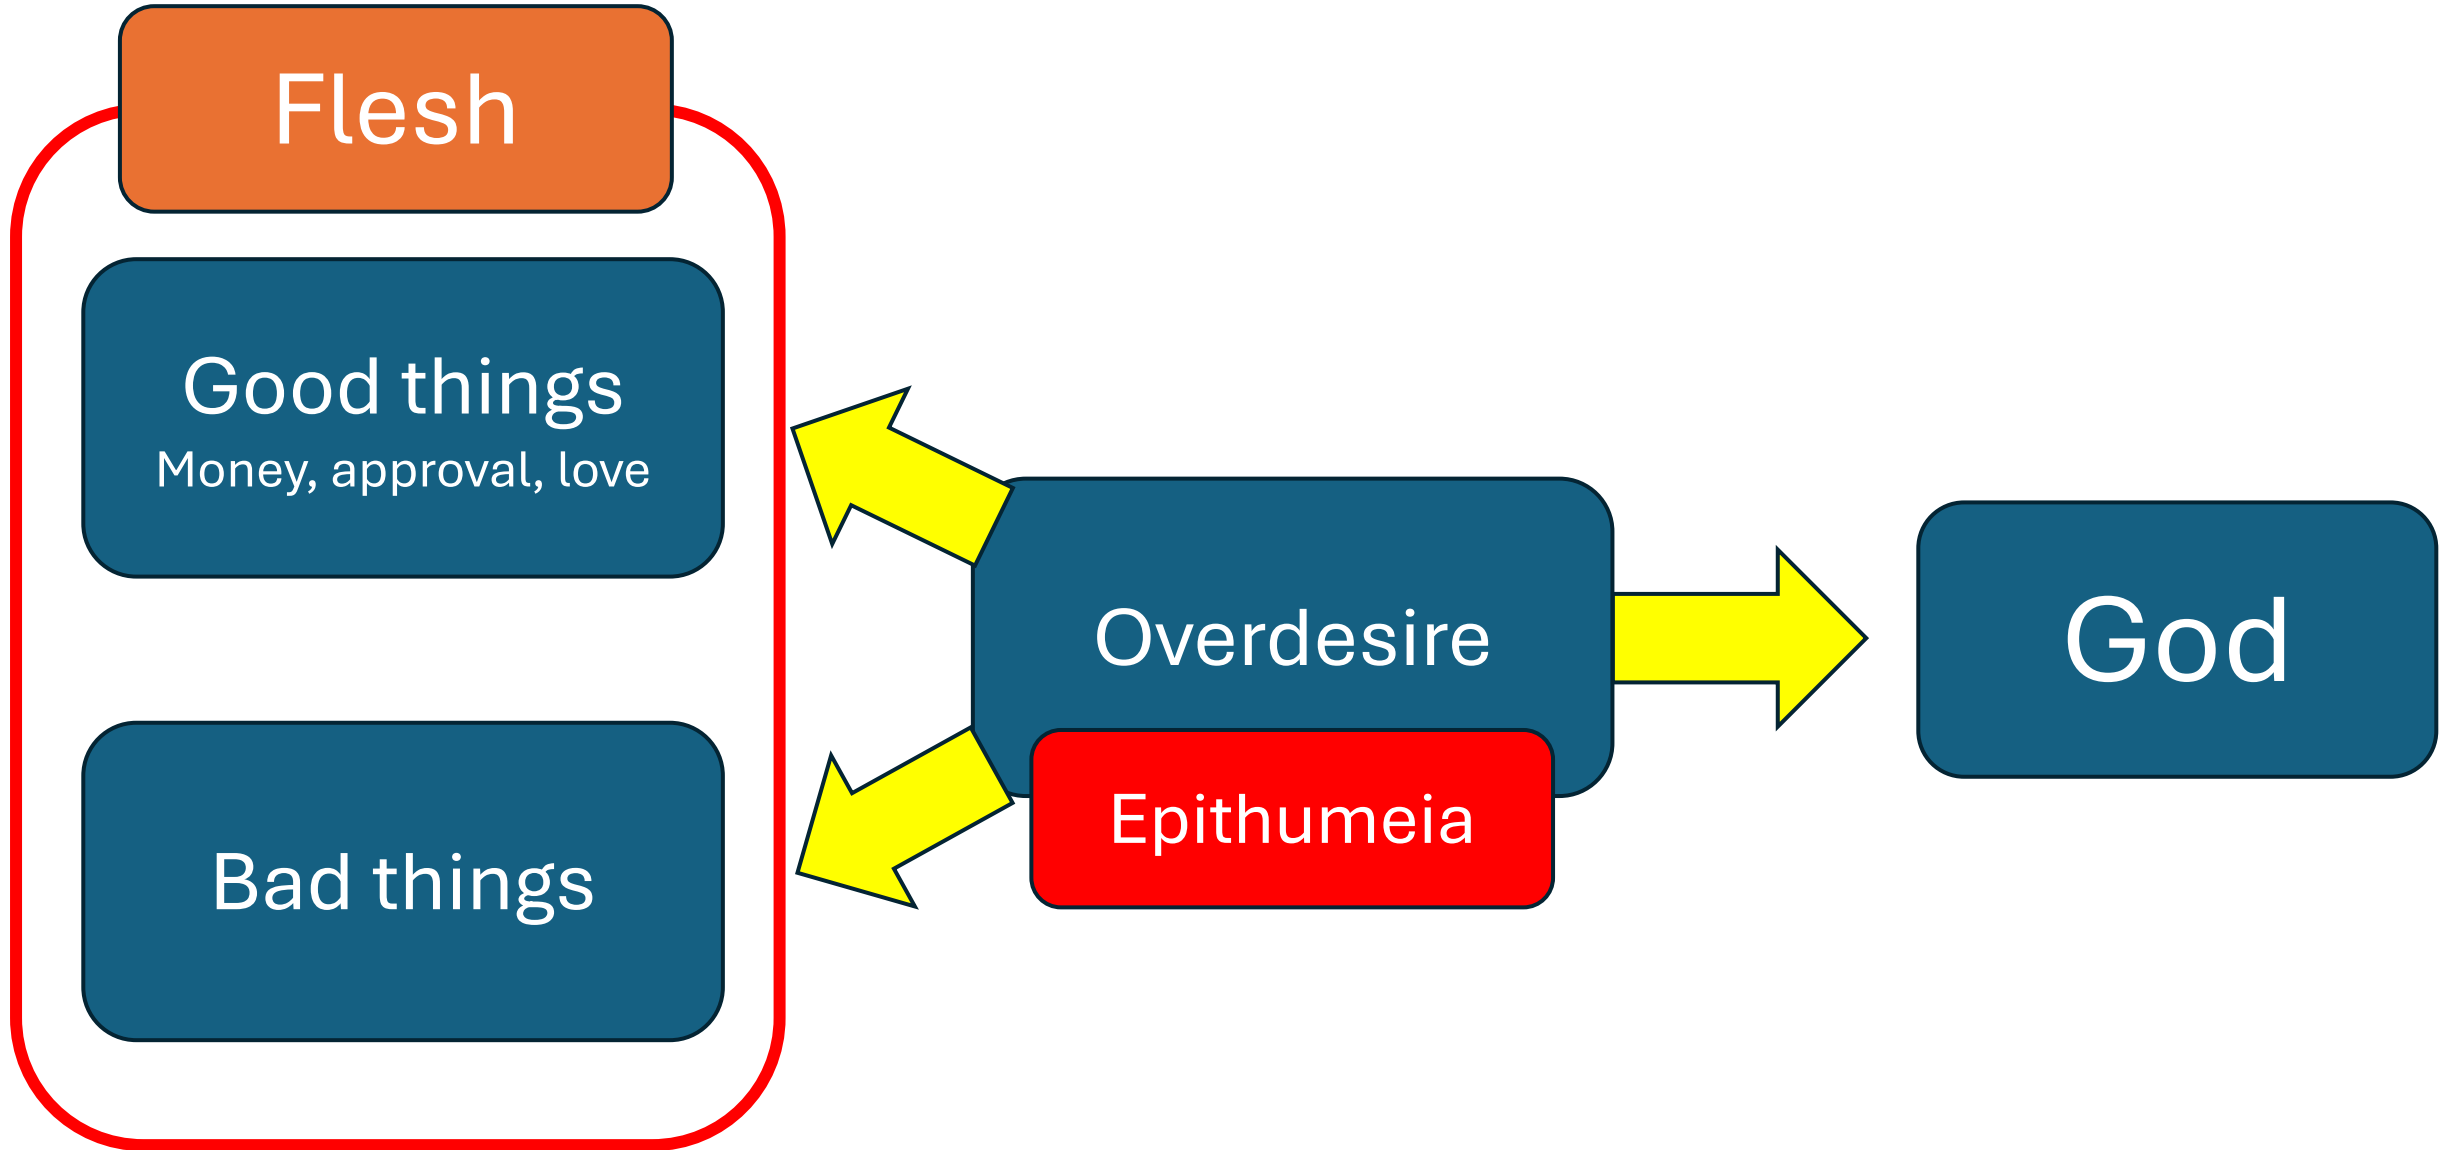 Flesh
Good things
Money, approval, love
Bad things
Overdesire
Epithumeia
God